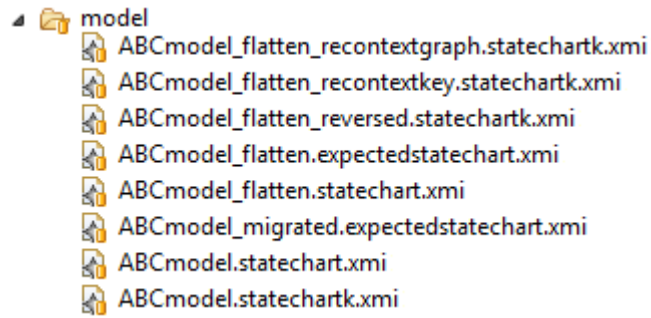 model
ABCmodel_flatten_recontextgraph.statechartk.xmi
ABCmodel_flatten_recontextkey.statechartk.xmi
ABCmodel_flatten_reversed.statechartk.xmi
ABCmodel_flatten.expectedstatechart.xmi
ABCmodel_flatten.statechart.xmi
ABCmodel_migrated.expectedstatechart.xmi
ABCmodel.statechart.xmi
ABCmodel.statechartk.xmi